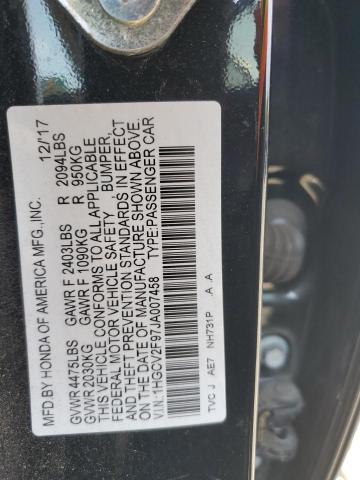 MFD.BY HONDA OF AMERICA MFG.,INC. 12/17
GVWR 4475LBS GAWR F 2403LBS R 2094LBS
GVWR 2030KG GAWR F 1090KG R 950KG
THIS VEHICLE CONFORMS TO ALL APPLICABLE
FEDERAL MOTOR VEHICLE SAFETY BUMPER,
AND THEFT PREVENTION STANDARDS IN EFFECT
ON THE DATE OF MANUFACTURE SHOWN ABOVE.
V.I.N:1HGCV2F97JA007458 TYPE:PASSENGER CAR
TVC J AE7 NH731P .A .A